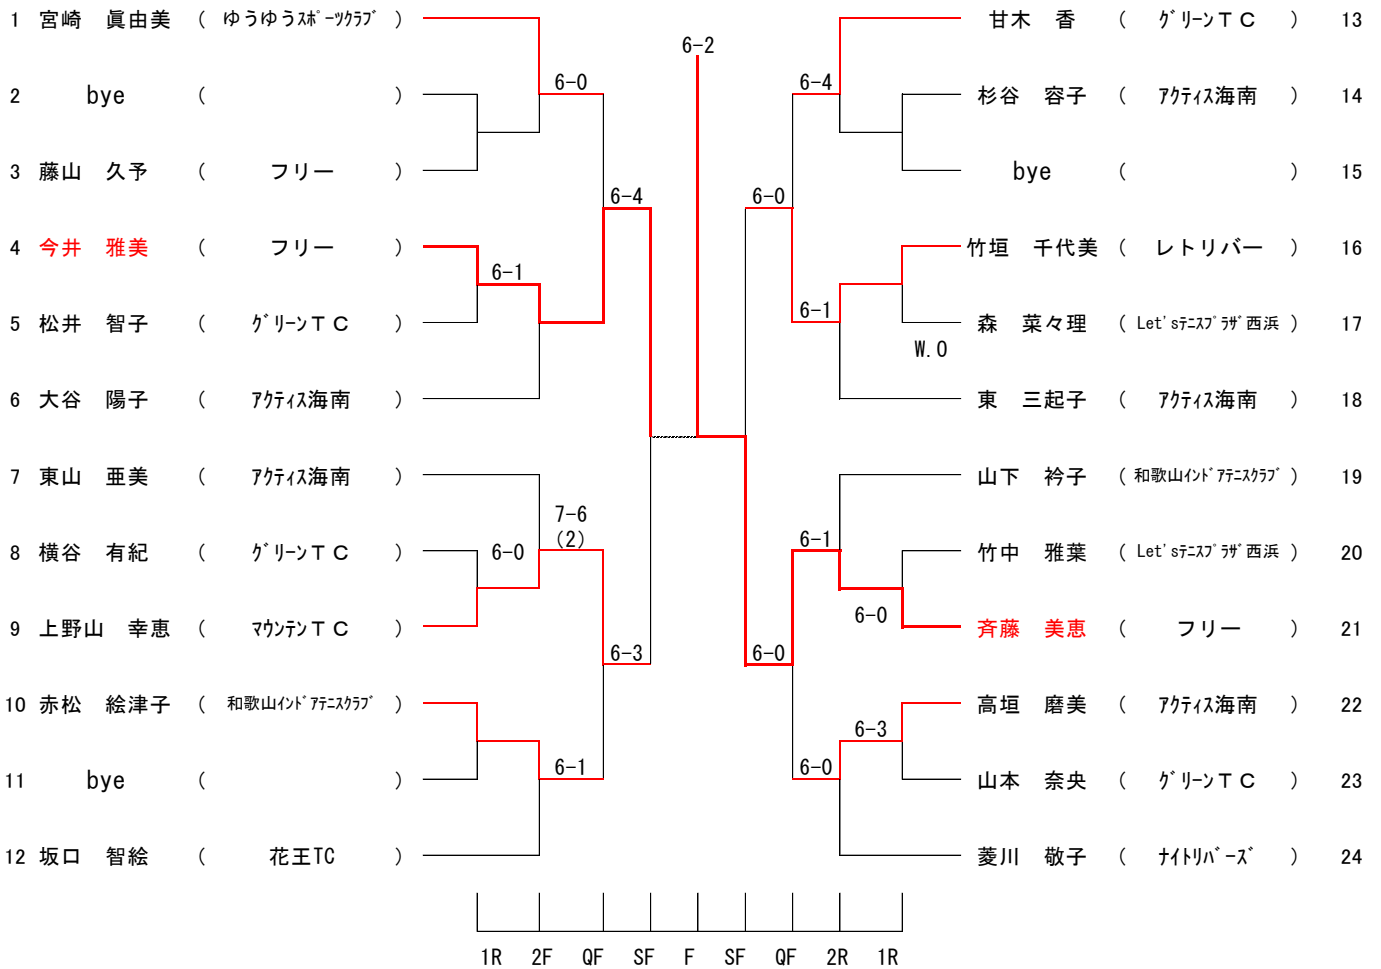 1 宮崎 眞由美 ( ゆうゆうｽﾎﾟｰﾂｸﾗﾌﾞ )
2 bye ( )
3 藤山 久予 ( フリー )
4 今井 雅美 ( フリー )
5 松井 智子 ( ｸﾞﾘｰﾝＴＣ )
6 大谷 陽子 ( ｱｸﾃｨｽ海南 )
7 東山 亜美 ( ｱｸﾃｨｽ海南 )
8 横谷 有紀 ( ｸﾞﾘｰﾝＴＣ )
9 上野山 幸恵 ( ﾏｳﾝﾃﾝＴＣ )
10 赤松 絵津子 ( 和歌山ｲﾝﾄﾞｱﾃﾆｽｸﾗﾌﾞ )
11 bye ( )
12 坂口 智絵 ( 花王TC )
6-0
6-1
6-4
7-6
(2)
6-0
6-3
6-1
6-2
6-4
6-0
6-1
W.O
6-1
6-0
6-0
6-3
6-0
甘木 香 ( ｸﾞﾘｰﾝＴＣ ) 13
杉谷 容子 ( ｱｸﾃｨｽ海南 ) 14
bye ( ) 15
竹垣 千代美 ( レトリバー ) 16
森 菜々理 ( Let'sﾃﾆｽﾌﾟﾗｻﾞ西浜 ) 17
東 三起子 ( ｱｸﾃｨｽ海南 ) 18
山下 衿子 ( 和歌山ｲﾝﾄﾞｱﾃﾆｽｸﾗﾌﾞ ) 19
竹中 雅葉 ( Let'sﾃﾆｽﾌﾟﾗｻﾞ西浜 ) 20
斉藤 美恵 ( フリー ) 21
高垣 磨美 ( ｱｸﾃｨｽ海南 ) 22
山本 奈央 ( ｸﾞﾘｰﾝＴＣ ) 23
菱川 敬子 ( ﾅｲﾄﾘﾊﾞｰｽﾞ ) 24
1R 2F QF SF F SF QF 2R 1R